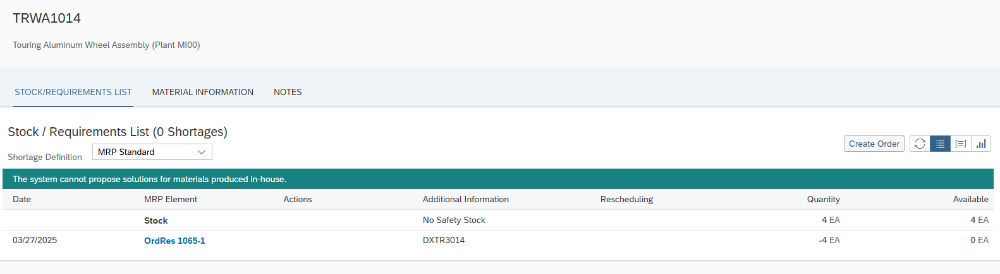 TRWA1014
Touring Aluminum Wheel Assembly (Plant MI00)
STOCK/REQUIREMENTS LIST MATERIAL INFORMATION NOTES
Stock / Requirements List (0 Shortages)
Shortage Definition MRP Standard Create Order
The system cannot propose solutions for materials produced in-house.
Date MRP Element Actions Additional Information Rescheduling Quantity Available
Stock No Safety Stock 4 EA 4 EA
03/27/2025 OrdRes 1065-1 DXTR3014 -4 EA 0 EA